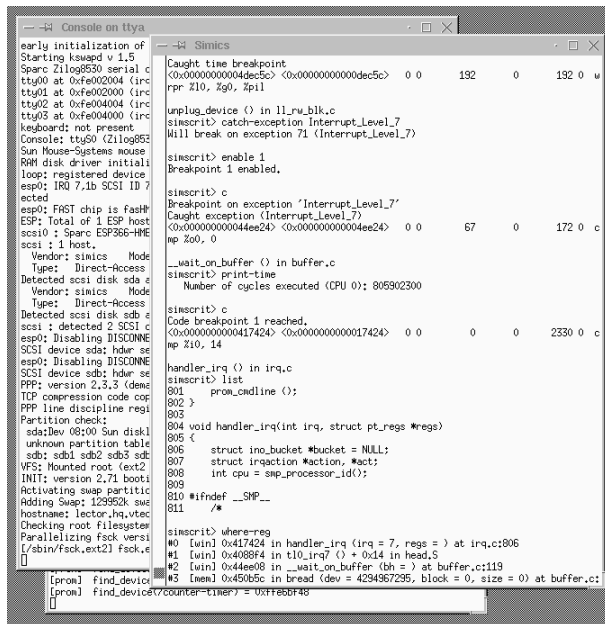 Console on ttya
early initialization of
Starting kswapd v 1.5
Sparc Zilog8530 serial c
tty00 at 0xfe002004 (irc
tty01 at 0xfe002000 (irc
tty02 at 0xfe004004 (irc
tty03 at 0xfe004000 (irc
keyboard: not present
Console: ttyS0 (Zilog853
Sun Mouse-Systems mouse
RAM disk driver initiali
loop: registered device
esp0: IRQ 7,1b SCSI ID 7
ected
esp0: FAST chip is fasHM
ESP: Total of 1 ESP host
scsi0 : Sparc ESP366-HME
scsi : 1 host.
Vendor: simics Mode
Type: Direct-Access
Detected scsi disk sda a
Vendor: simics Mode
Type: Direct-Access
Detected scsi disk sdb a
scsi : detected 2 SCSI c
esp0: Disabling DISCONNE
SCSI device sda: hdwr se
esp0: Disabling DISCONNE
SCSI device sdb: hdwr se
PPP: version 2.3.3 (dema
TCP compression code cop
PPP line discipline regi
Partition check:
sda:Dev 08:00 Sun diskl
unknown partition table
sdb: sdb1 sdb2 sdb3 sdb
VFS: Mounted root (ext2
INIT: version 2.71 booti
Activating swap partitic
Adding Swap: 129952k swa
hostname: lector.hq.vtec
Checking root filesystem
Parallelizing fsck versi
[/sbin/fsck.ext2] fsck.e
Simics
Caught time breakpoint
<0x00000000004dec5c> <0x00000000000dec5c> 0 0 192 0 192 0 w
rpr %l0, %g0, %pil
unplug_device () in ll_rw_blk.c
simscrit> catch-exception Interrupt_Level_7
Will break on exception 71 (Interrupt_Level_7)
simscrit> enable 1
Breakpoint 1 enabled.
simscrit> c
Breakpoint on exception 'Interrupt_Level_7'
Caught exception (Interrupt_Level_7)
<0x000000000044ee24> <0x000000000004ee24> 0 0 67 0 172 0 c
mp %o0, 0
__wait_on_buffer () in buffer.c
simscrit> print-time
Number of cycles executed (CPU 0): 805902300
simscrit> c
Code breakpoint 1 reached.
<0x0000000000417424> <0x0000000000017424> 0 0 0 0 2330 0 c
mp %i0, 14
handler_irq () in irq.c
simscrit> list
801 prom_cmdline ();
802 }
803
804 void handler_irq(int irq, struct pt_regs *regs)
805 {
806 struct ino_bucket *bucket = NULL;
807 struct irqaction *action, *act;
808 int cpu = smp_processor_id();
809
810 #ifndef __SMP__
811 /*
simscrit> where-reg
#0 [win] 0x417424 in handler_irq (irq = 7, regs = ) at irq.c:806
#1 [win] 0x4088f4 in tl0_irq7 () + 0x14 in head.S
#2 [win] 0x44ee08 in __wait_on_buffer (bh = ) at buffer.c:119
#3 [mem] 0x450b5c in bread (dev = 4294967295, block = 0, size = 0) at buffer.c:
[prom] find_device(/counter-timer) = 0xffe6bf48